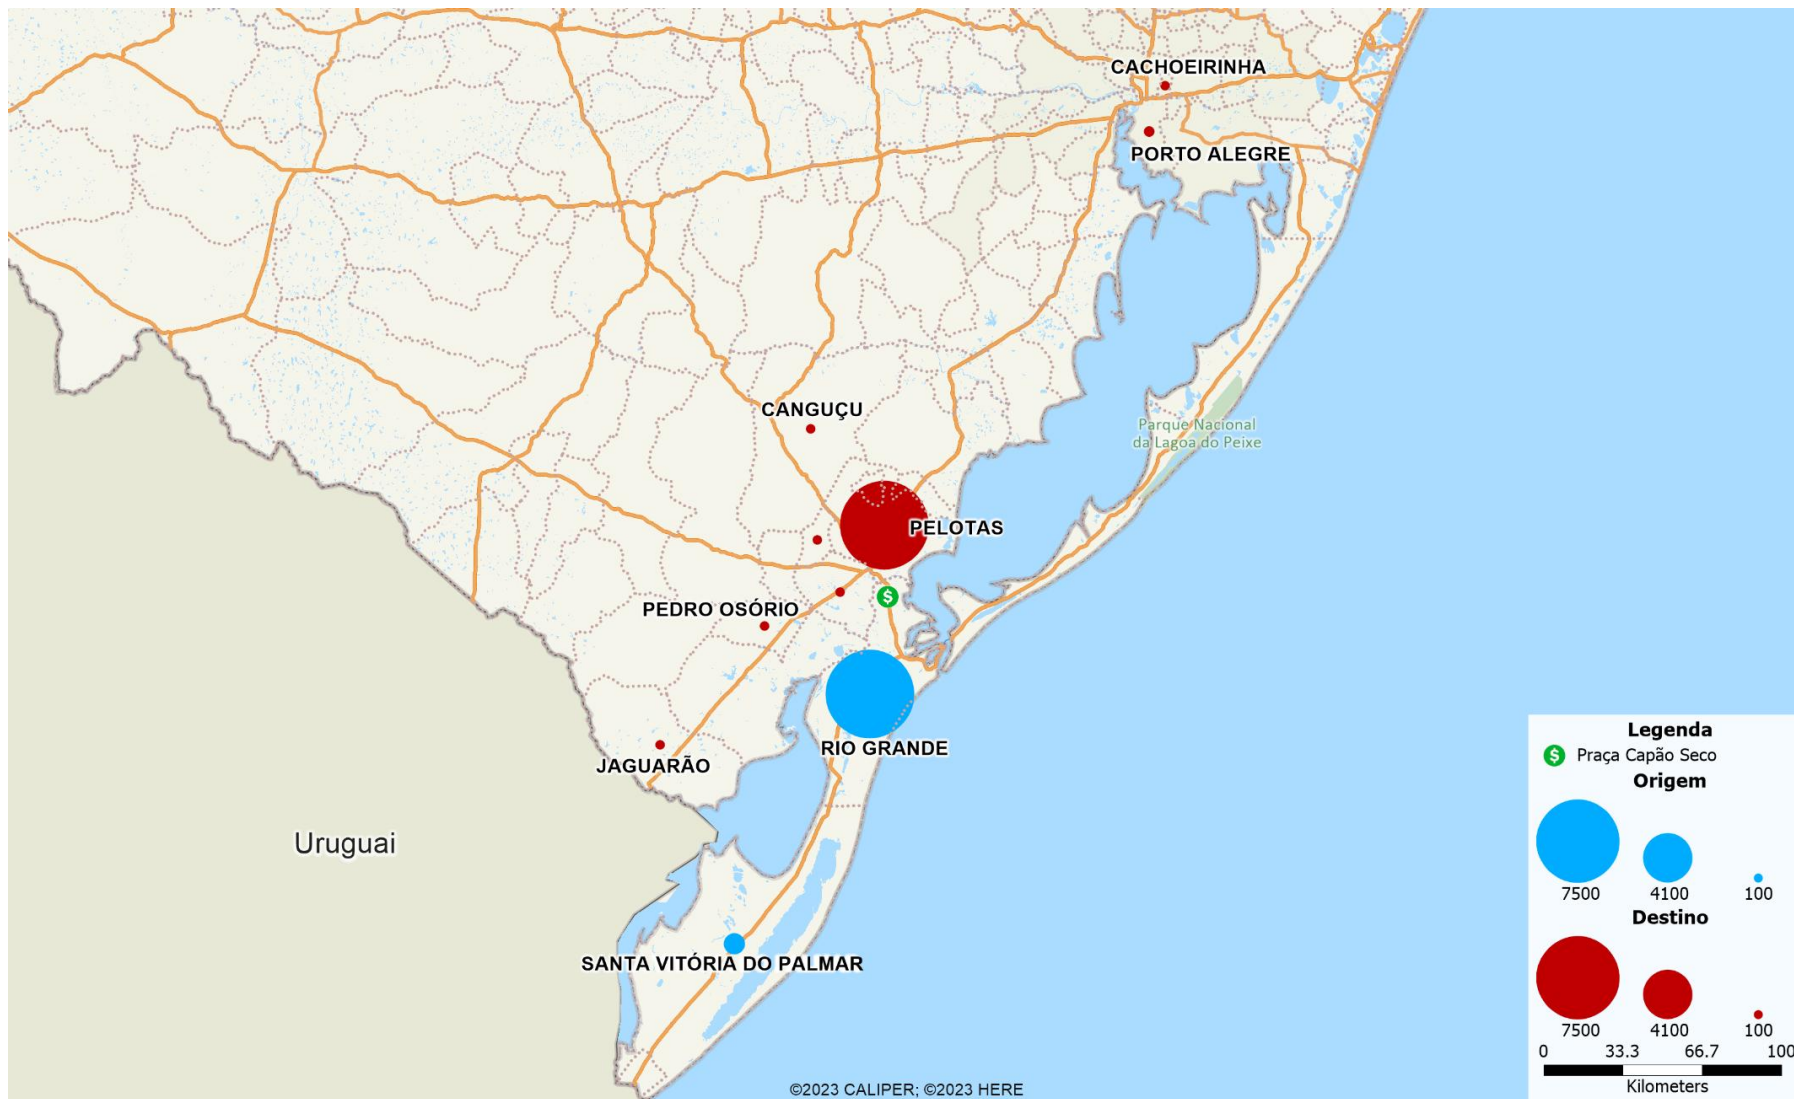 CACHOEIRINHA
PORTO ALEGRE
CANGUÇU
Parque Nacional
da Lagoa do Peixe
PELOTAS
PEDRO OSÓRIO
RIO GRANDE
JAGUARÃO
Uruguai
SANTA VITÓRIA DO PALMAR
Legenda
$ Praça Capão Seco
Origem
7500 4100 100
Destino
7500 4100 100
0 33.3 66.7 100
Kilometers
©2023 CALIPER; ©2023 HERE